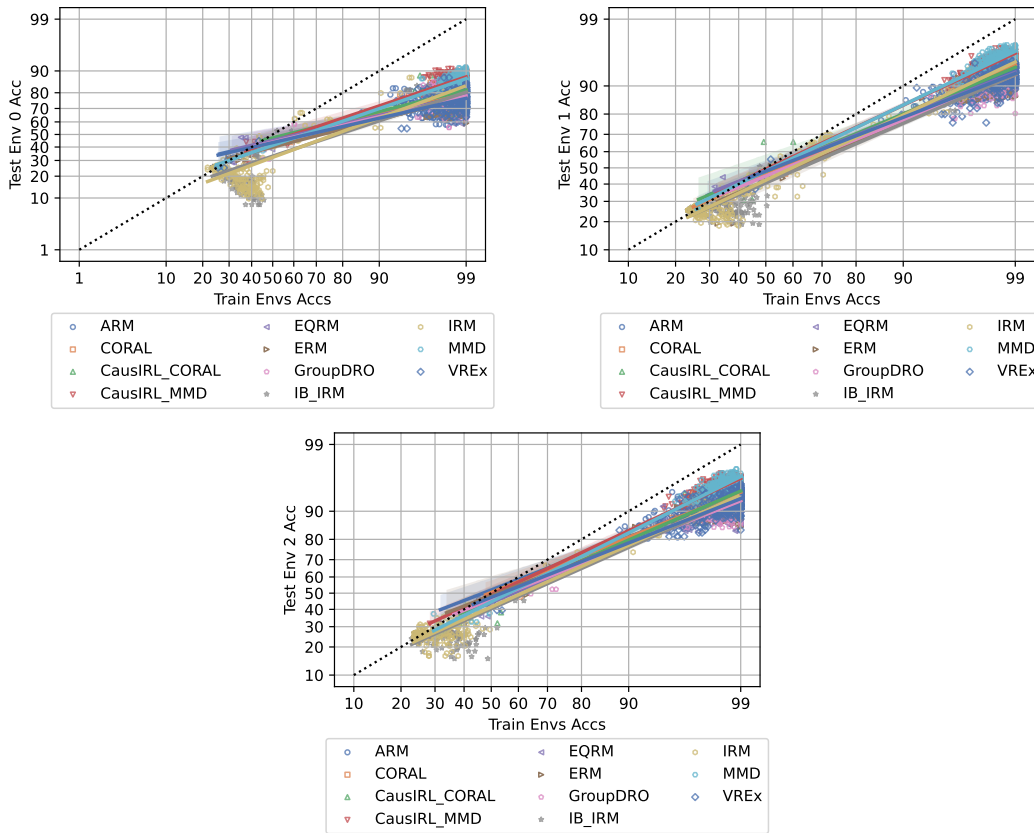 99
90
80
70
60
50
40
30
20
10
1
Test Env 0 Acc
1 10 20 30 40 50 60 70 80 90 99
Train Envs Accs
ARM EQRM IRM
CORAL ERM MMD
CausIRL_CORAL GroupDRO VREx
CausIRL_MMD IB_IRM
99
90
80
70
60
50
40
30
20
10
Test Env 1 Acc
10 20 30 40 50 60 70 80 90 99
Train Envs Accs
ARM EQRM IRM
CORAL ERM MMD
CausIRL_CORAL GroupDRO VREx
CausIRL_MMD IB_IRM
99
90
80
70
60
50
40
30
20
10
Test Env 2 Acc
10 20 30 40 50 60 70 80 90 99
Train Envs Accs
ARM EQRM IRM
CORAL ERM MMD
CausIRL_CORAL GroupDRO VREx
CausIRL_MMD IB_IRM